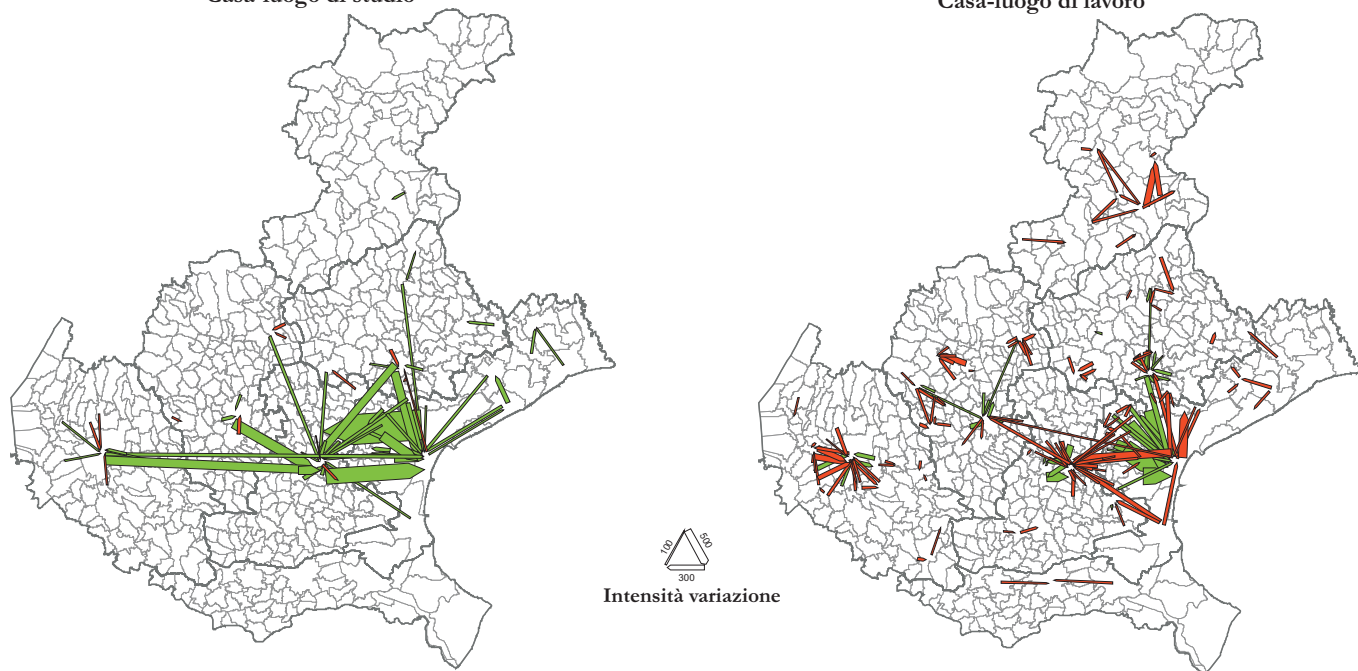 Casa-luogo di studio
Casa-luogo di lavoro
100
500
300
Intensità variazione